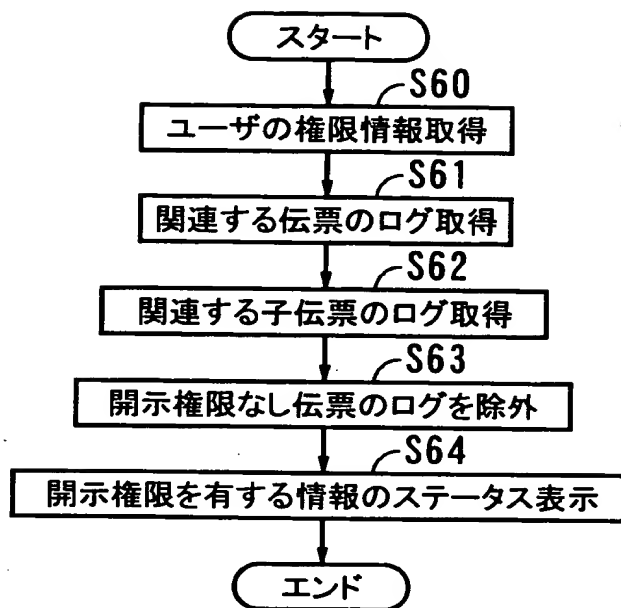 スタート
S60
ユーザの権限情報取得
S61
関連する伝票のログ取得
S62
関連する子伝票のログ取得
S63
開示権限なし伝票のログを除外
S64
開示権限を有する情報のステータス表示
エンド